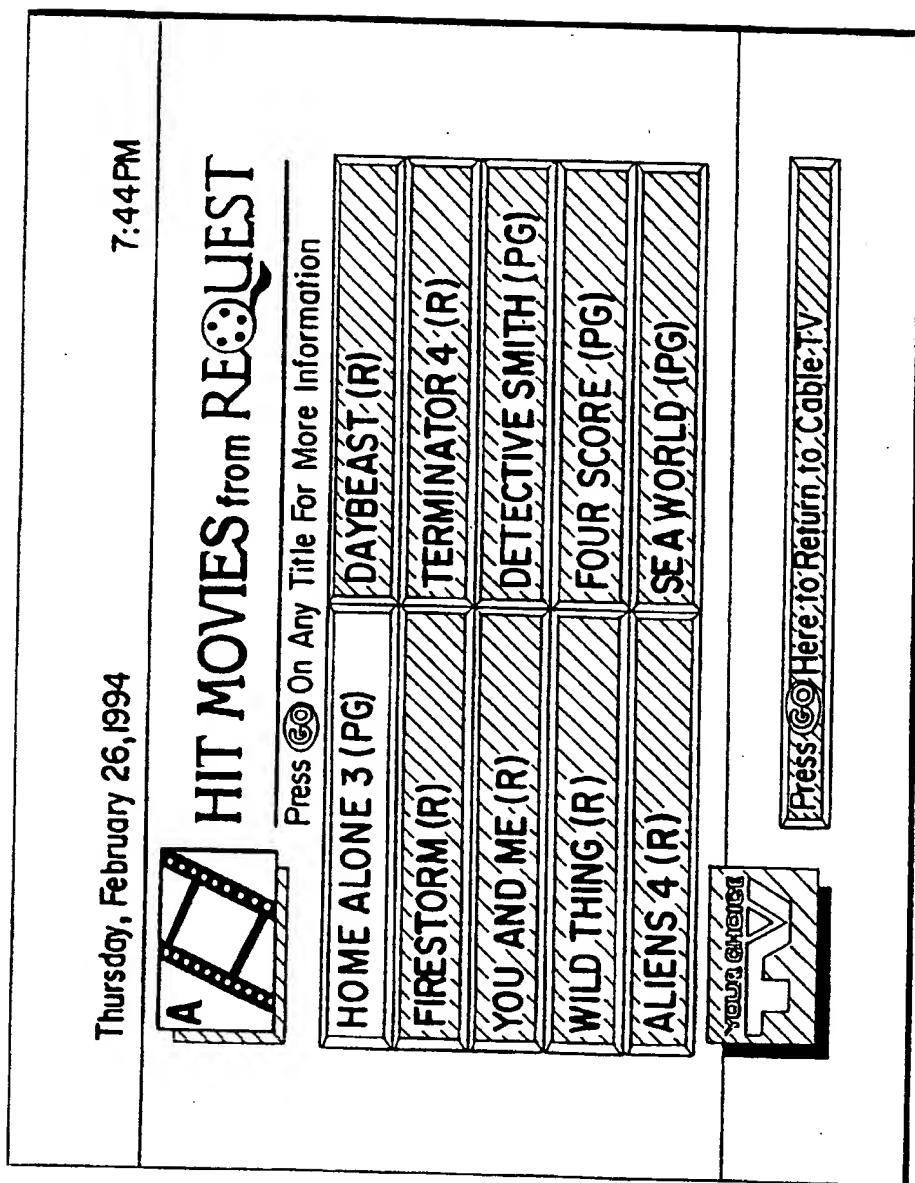 Thursday, February 26, 1994 7:44PM
A
HIT MOVIES from REQUEST
Press GO On Any Title For More Information
HOME ALONE 3 (PG) DAYBEAST (R)
FIRESTORM (R) TERMINATOR 4 (R)
YOU AND ME (R) DETECTIVE SMITH (PG)
WILD THING (R) FOUR SCORE (PG)
ALIENS 4 (R) SEA WORLD (PG)
YOUR CHOICE
TV
Press GO Here to Return to Cable TV